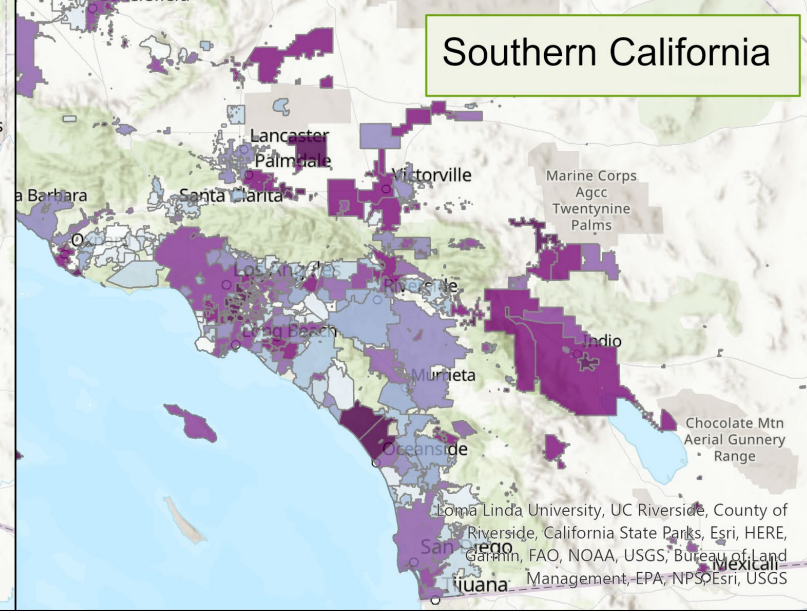 Southern California
Lancaster
Palmdale
Victorville
Marine Corps
Agcc
Twentynine
Palms
a Barbara
Santa Clarita
Los Angeles
Riverside
Long Beach
Indio
Murrieta
Chocolate Mtn
Aerial Gunnery
Range
Oceanside
Loma Linda University, UC Riverside, County of
Riverside, California State Parks, Esri, HERE,
San Diego
Garmin, FAO, NOAA, USGS, Bureau of Land
Mexicali
Management, EPA, NPS, Esri, USGS
Tijuana